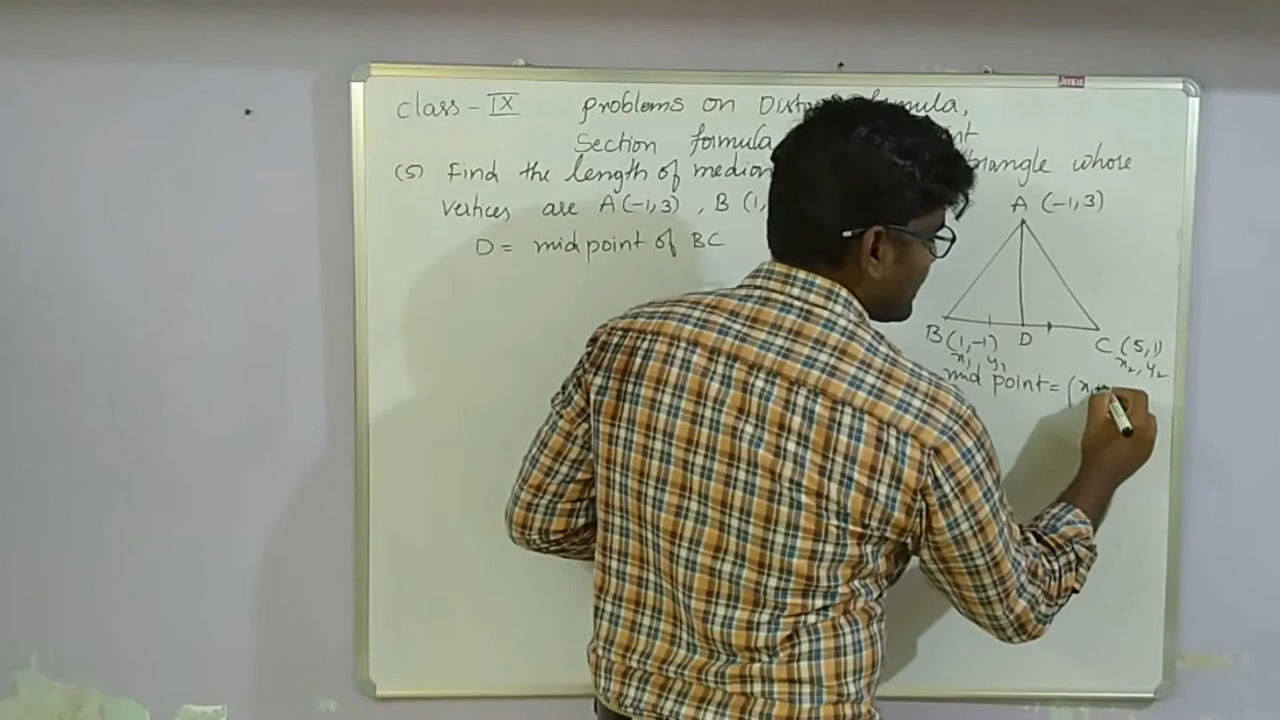 class - IX problems on formula,
Section formula
(5) Find the length of median triangle whose
vertices are A(-1,3) , B (1,
D = mid point of BC
A (-1,3)
B(1,-1) D C (5,1)
x₁ y₁ x₂, y₂
mid point = (x₁+